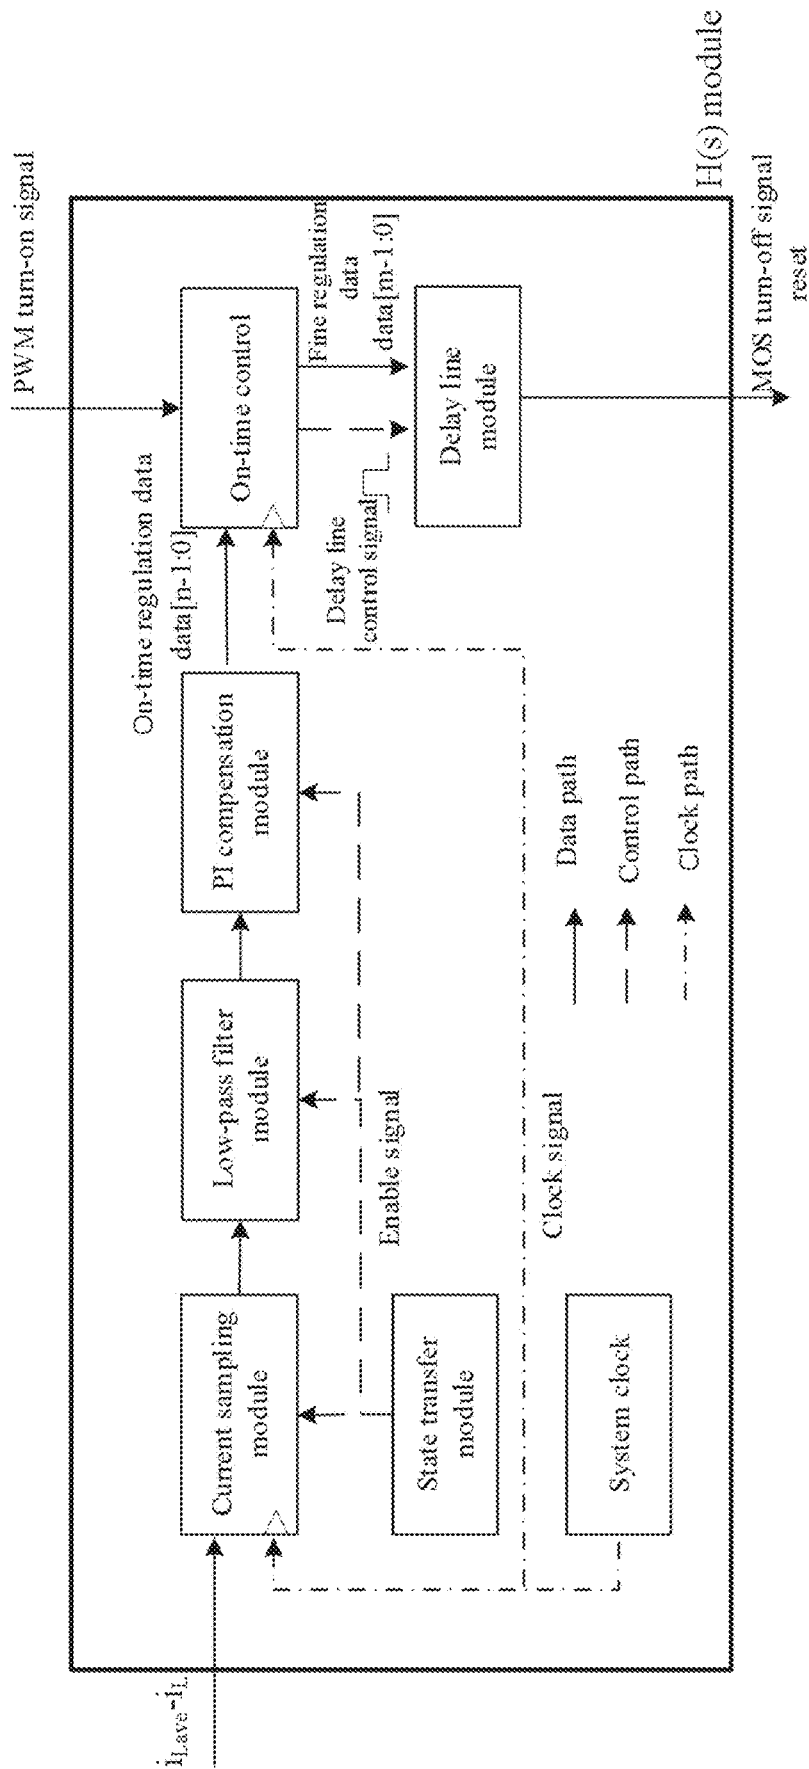 PWM turn-on signal
On-time regulation data
data[n-1:0]
i_Lave-i_L
Current sampling
module
Low-pass filter
module
PI compensation
module
On-time control
Fine regulation
data
data[m-1:0]
Delay line
control signal
Enable signal
State transfer
module
Delay line
module
Clock signal
Data path
Control path
Clock path
System clock
H(s) module
MOS turn-off signal
reset